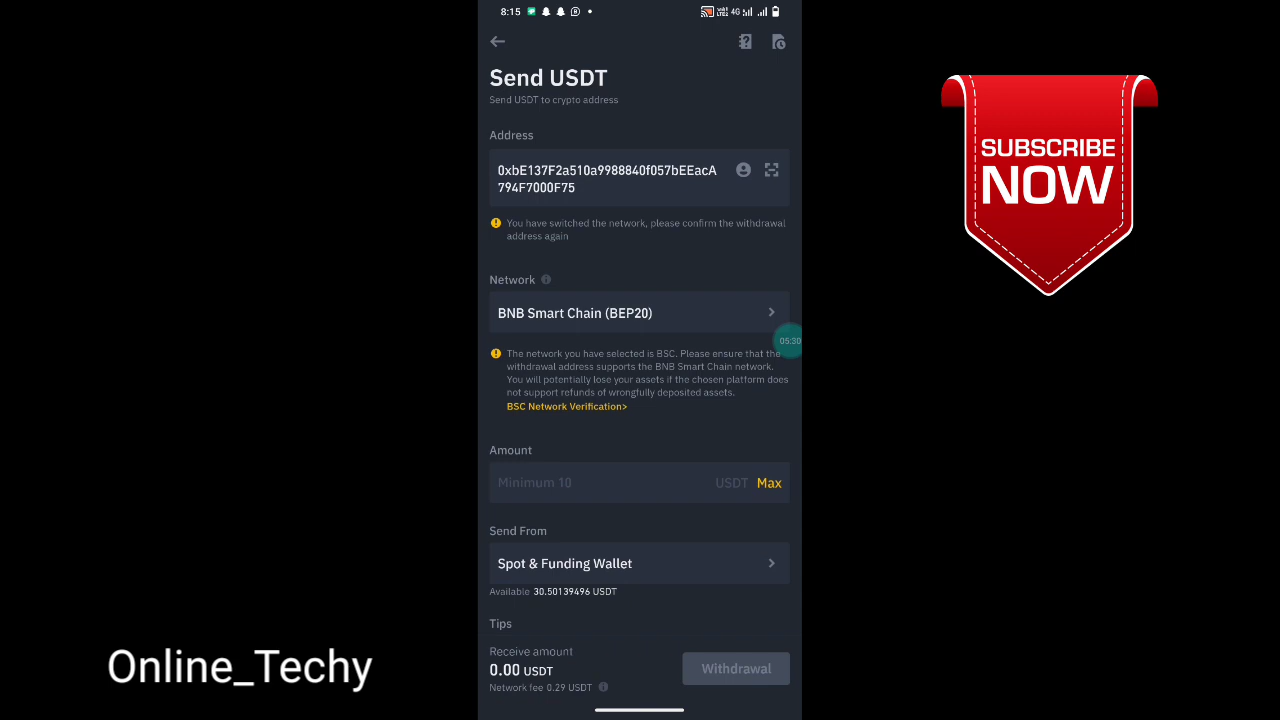 8:15
4G
Send USDT
Send USDT to crypto address
Address
0xbE137F2a510a9988840f057bEEacA
794F7000F75
You have switched the network, please confirm the withdrawal
address again
Network
BNB Smart Chain (BEP20)
05:30
The network you have selected is BSC. Please ensure that the
withdrawal address supports the BNB Smart Chain network.
You will potentially lose your assets if the chosen platform does
not support refunds of wrongfully deposited assets.
BSC Network Verification>
Amount
Minimum 10 USDT Max
Send From
Spot & Funding Wallet
Available 30.50139496 USDT
Tips
Receive amount
0.00 USDT
Network fee 0.29 USDT
Withdrawal
SUBSCRIBE
NOW
Online_Techy